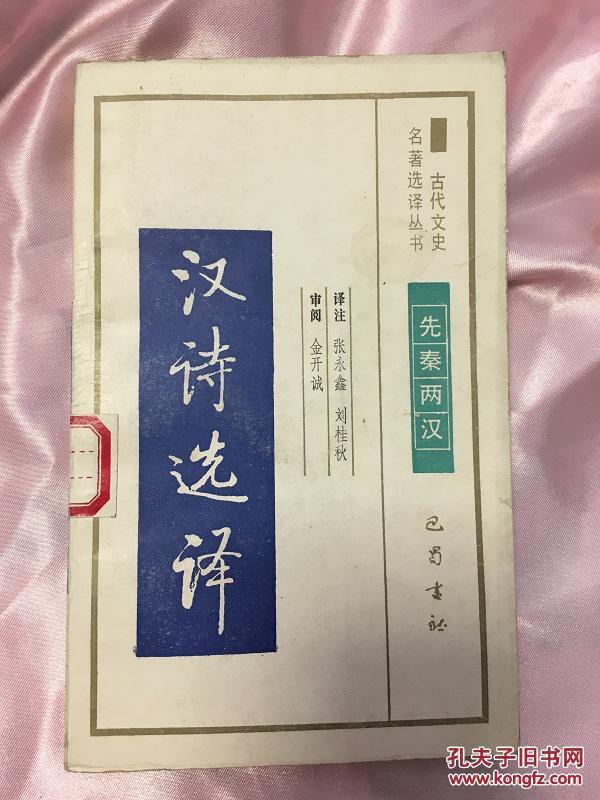 古代文史
名著选译丛书
先秦两汉
巴蜀书社
译注 张永鑫 刘桂秋
审阅 金开诚
汉诗选译
孔夫子旧书网
www.kongfz.com